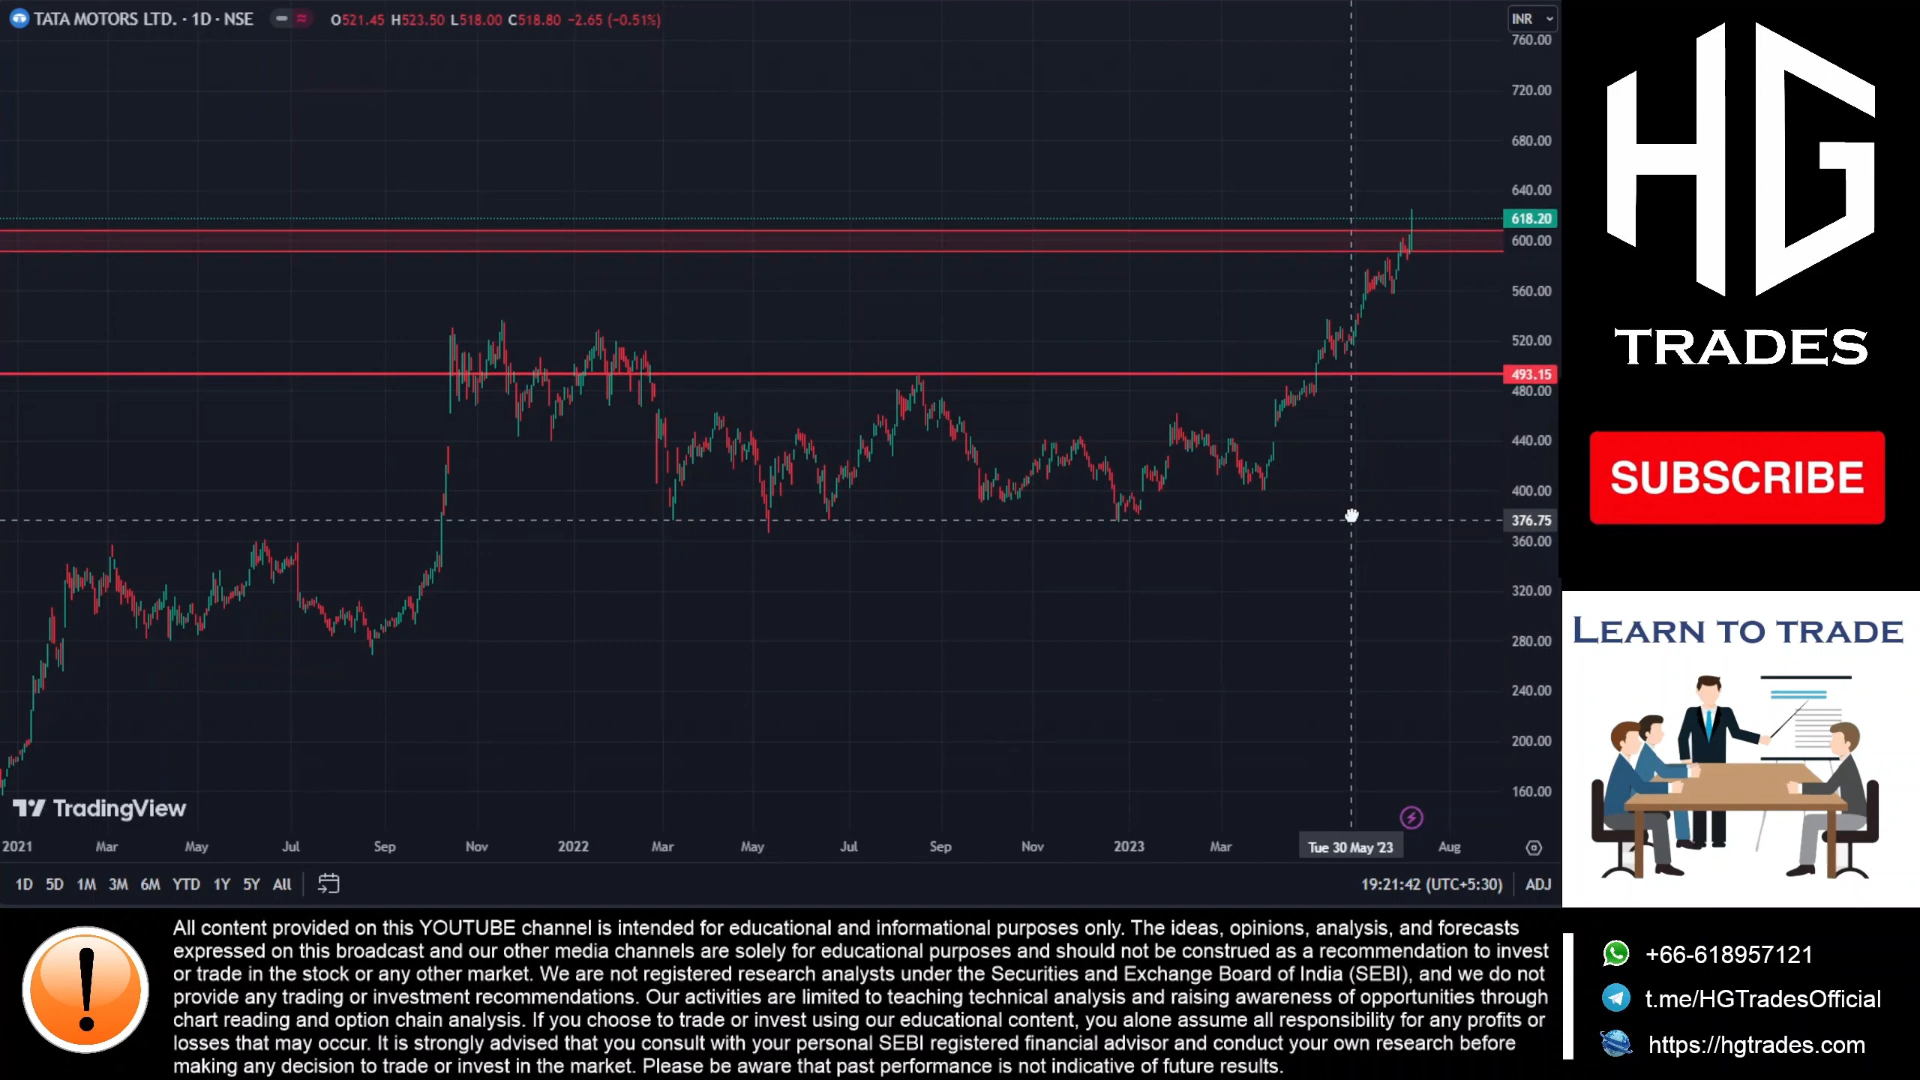 TATA MOTORS LTD. · 1D · NSE O521.45 H523.50 L518.00 C518.80 −2.65 (−0.51%)
INR
760.00
720.00
680.00
640.00
618.20
600.00
560.00
520.00
493.15
480.00
440.00
400.00
376.75
360.00
320.00
280.00
240.00
200.00
160.00
TradingView
2021 Mar May Jul Sep Nov 2022 Mar May Jul Sep Nov 2023 Mar Tue 30 May '23 Aug
1D 5D 1M 3M 6M YTD 1Y 5Y All 19:21:42 (UTC+5:30) ADJ
HG
TRADES
SUBSCRIBE
LEARN TO TRADE
All content provided on this YOUTUBE channel is intended for educational and informational purposes only. The ideas, opinions, analysis, and forecasts
expressed on this broadcast and our other media channels are solely for educational purposes and should not be construed as a recommendation to invest
or trade in the stock or any other market. We are not registered research analysts under the Securities and Exchange Board of India (SEBI), and we do not
provide any trading or investment recommendations. Our activities are limited to teaching technical analysis and raising awareness of opportunities through
chart reading and option chain analysis. If you choose to trade or invest using our educational content, you alone assume all responsibility for any profits or
losses that may occur. It is strongly advised that you consult with your personal SEBI registered financial advisor and conduct your own research before
making any decision to trade or invest in the market. Please be aware that past performance is not indicative of future results.
+66-618957121
t.me/HGTradesOfficial
https://hgtrades.com